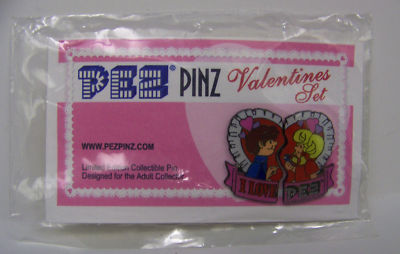 PEZ® PINZ Valentines
Set
WWW.PEZPINZ.COM
Limited Edition Collectible Pin
Designed for the Adult Collector
I LOVE PEZ!